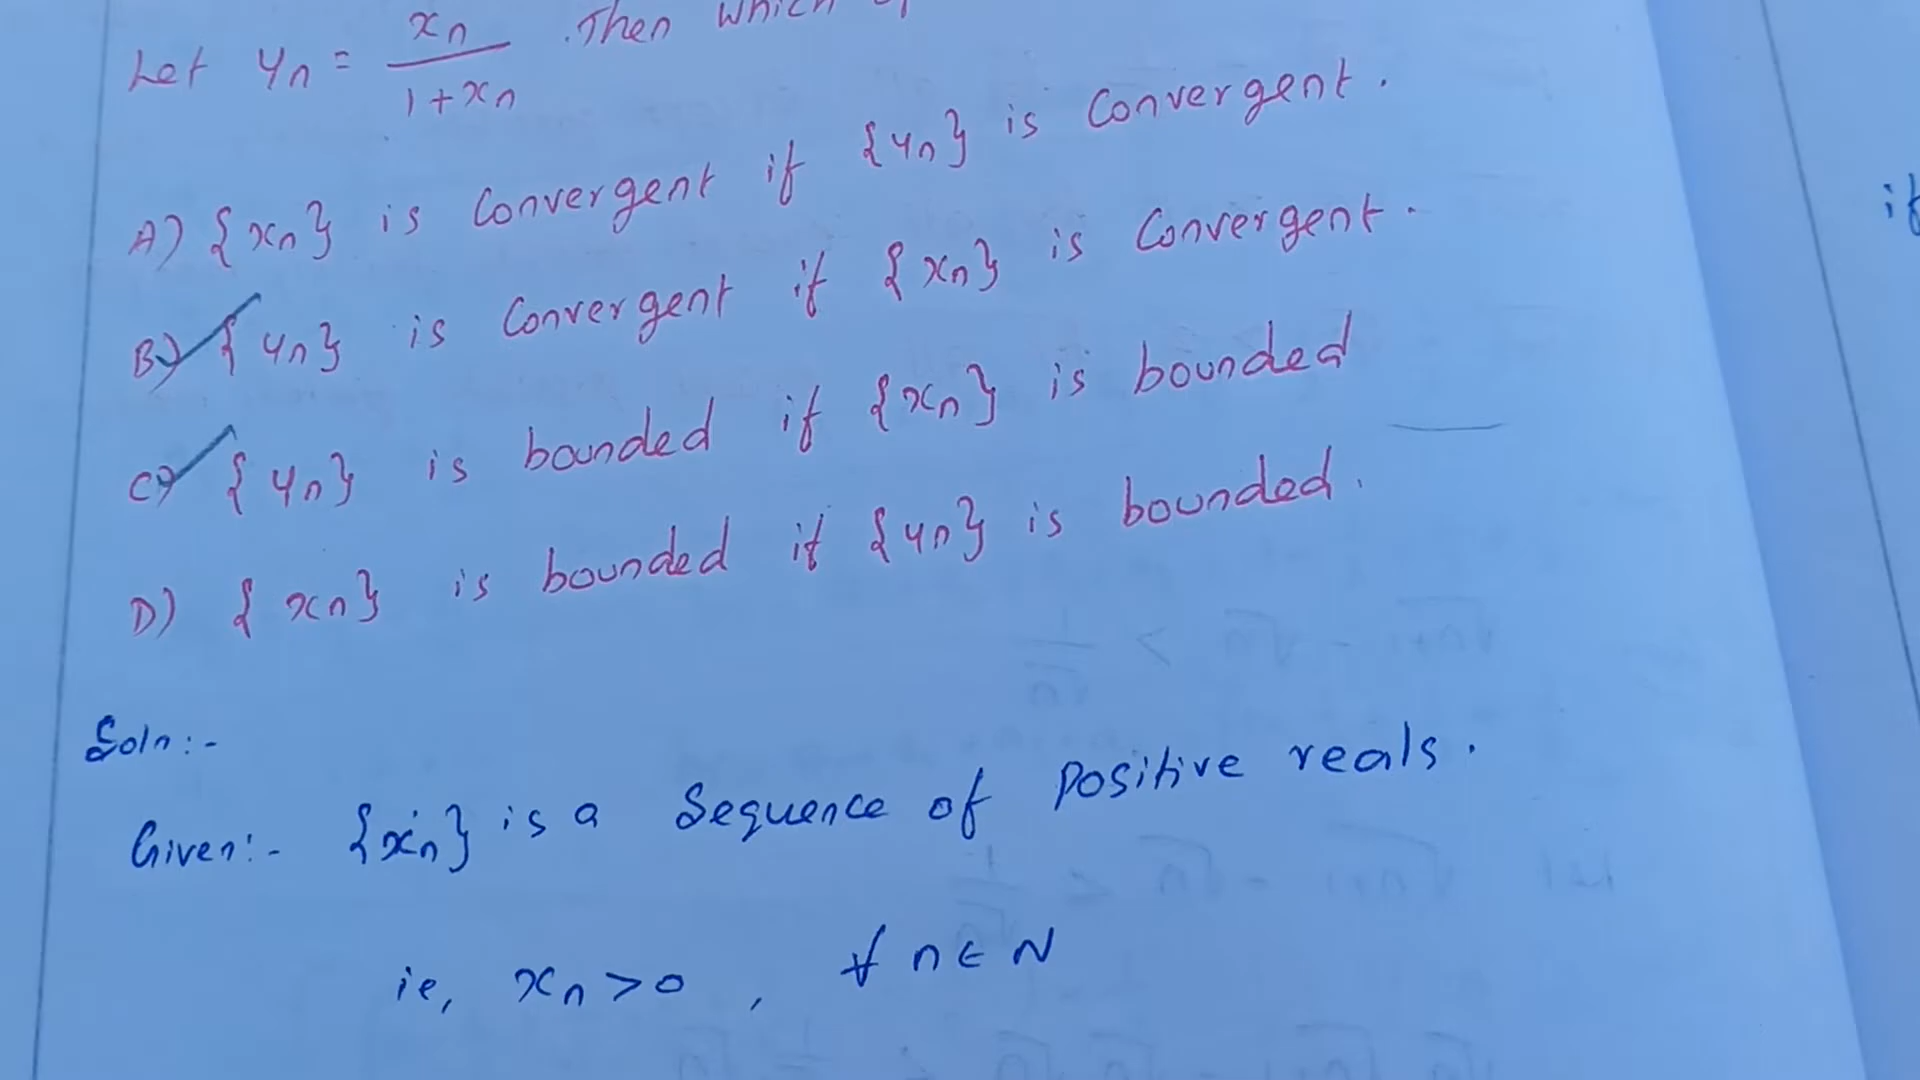 Let yn = xn / 1+xn . Then which
A) {xn} is convergent if {yn} is convergent.
B) {yn} is convergent if {xn} is convergent.
C) {yn} is bounded if {xn} is bounded
D) {xn} is bounded if {yn} is bounded.
Soln:-
Given:- {xn} is a sequence of positive reals.
ie, xn > 0 , ∀ n ∈ N
if